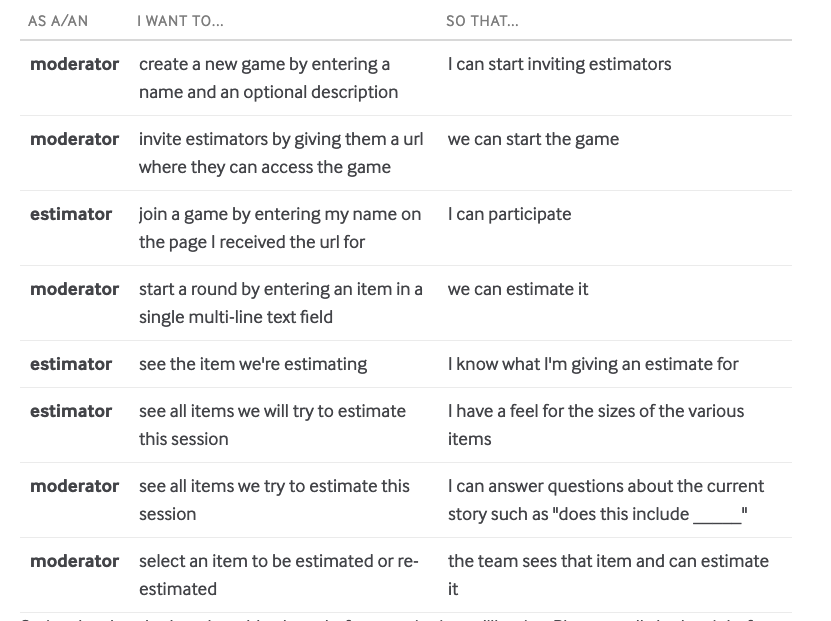 AS A/AN I WANT TO... SO THAT...
moderator create a new game by entering a I can start inviting estimators
name and an optional description
moderator invite estimators by giving them a url we can start the game
where they can access the game
estimator join a game by entering my name on I can participate
the page I received the url for
moderator start a round by entering an item in a we can estimate it
single multi-line text field
estimator see the item we're estimating I know what I'm giving an estimate for
estimator see all items we will try to estimate I have a feel for the sizes of the various
this session items
moderator see all items we try to estimate this I can answer questions about the current
session story such as "does this include _____"
moderator select an item to be estimated or re- the team sees that item and can estimate
estimated it